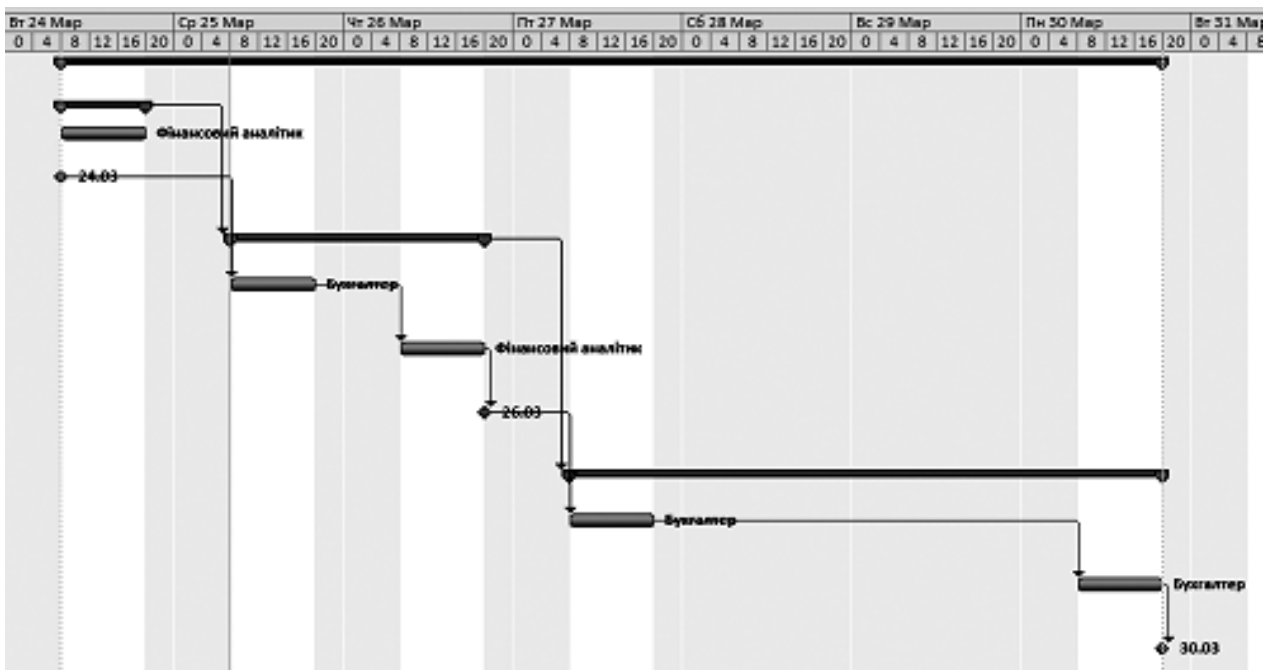 Вт 24 Мар Ср 25 Мар Чт 26 Мар Пт 27 Мар Сб 28 Мар Вс 29 Мар Пн 30 Мар Вт 31 Мар
0 4 8 12 16 20 0 4 8 12 16 20 0 4 8 12 16 20 0 4 8 12 16 20 0 4 8 12 16 20 0 4 8 12 16 20 0 4 8 12 16 20 0 4 8
Фінансовий аналітик
24.03
Бухгалтер
Фінансовий аналітик
26.03
Бухгалтер
Бухгалтер
30.03